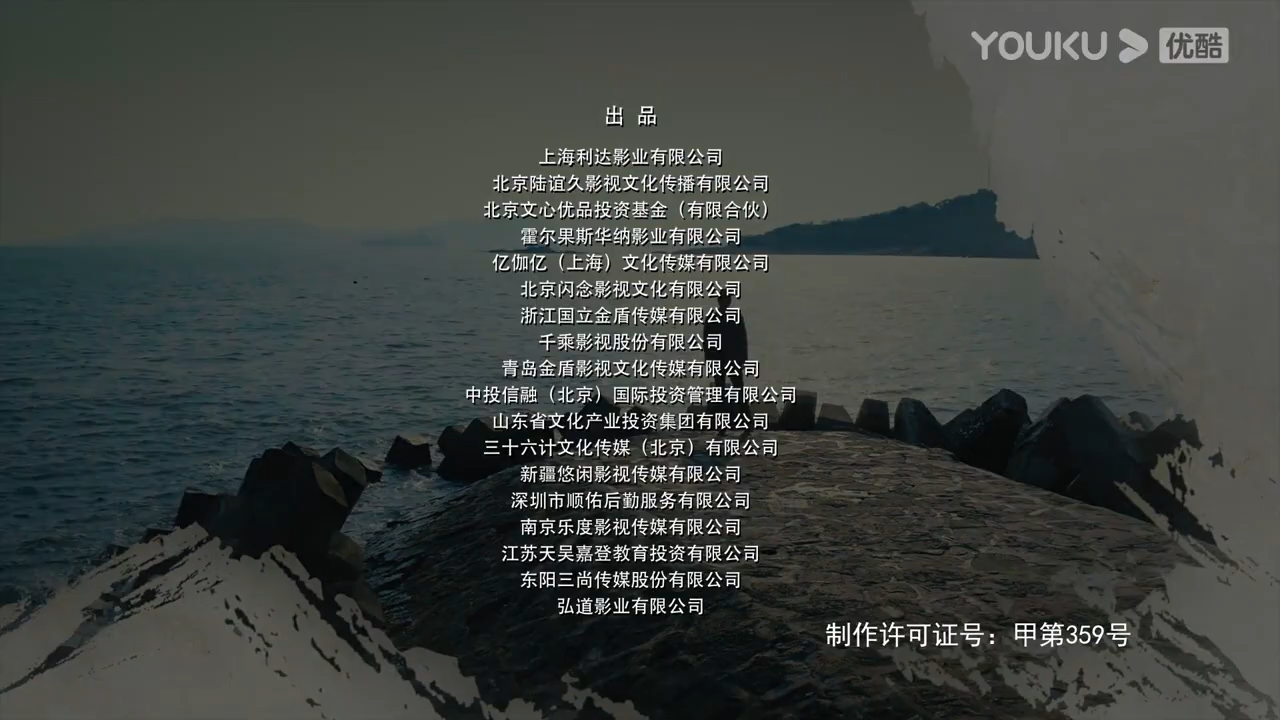 YOUKU 优酷
出 品
上海利达影业有限公司
北京陆谊久影视文化传播有限公司
北京文心优品投资基金（有限合伙）
霍尔果斯华纳影业有限公司
亿伽亿（上海）文化传媒有限公司
北京闪念影视文化有限公司
浙江国立金盾传媒有限公司
千乘影视股份有限公司
青岛金盾影视文化传媒有限公司
中投信融（北京）国际投资管理有限公司
山东省文化产业投资集团有限公司
三十六计文化传媒（北京）有限公司
新疆悠闲影视传媒有限公司
深圳市顺佑后勤服务有限公司
南京乐度影视传媒有限公司
江苏天吴嘉登教育投资有限公司
东阳三尚传媒股份有限公司
弘道影业有限公司
制作许可证号：甲第359号